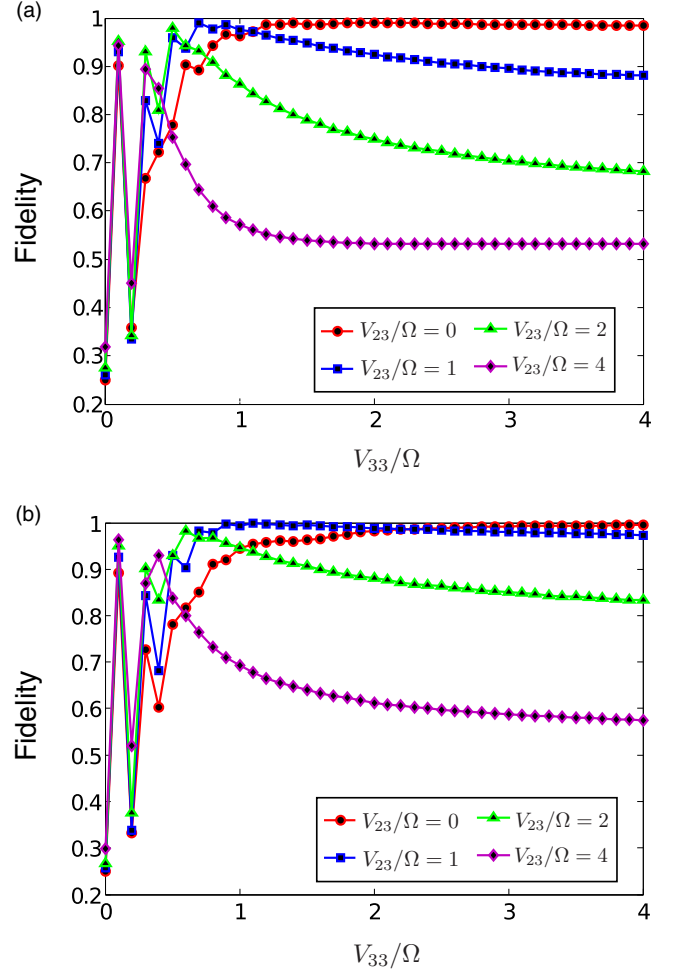 (a)
1
0.9
0.8
0.7
0.6
0.5
0.4
0.3
0.2
Fidelity
V₂₃/Ω = 0
V₂₃/Ω = 2
V₂₃/Ω = 1
V₂₃/Ω = 4
0 1 2 3 4
V₃₃/Ω
(b)
1
0.9
0.8
0.7
0.6
0.5
0.4
0.3
0.2
Fidelity
V₂₃/Ω = 0
V₂₃/Ω = 2
V₂₃/Ω = 1
V₂₃/Ω = 4
0 1 2 3 4
V₃₃/Ω